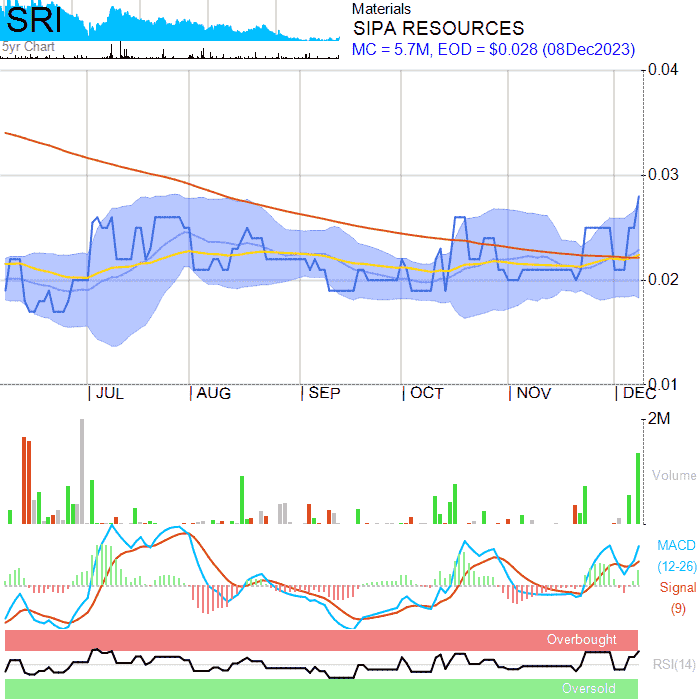 SRI
5yr Chart
Materials
SIPA RESOURCES
MC = 5.7M, EOD = $0.028 (08Dec2023)
0.04
0.03
0.02
0.01
JUL AUG SEP OCT NOV DEC
2M
Volume
MACD
(12-26)
Signal
(9)
Overbought
RSI(14)
Oversold